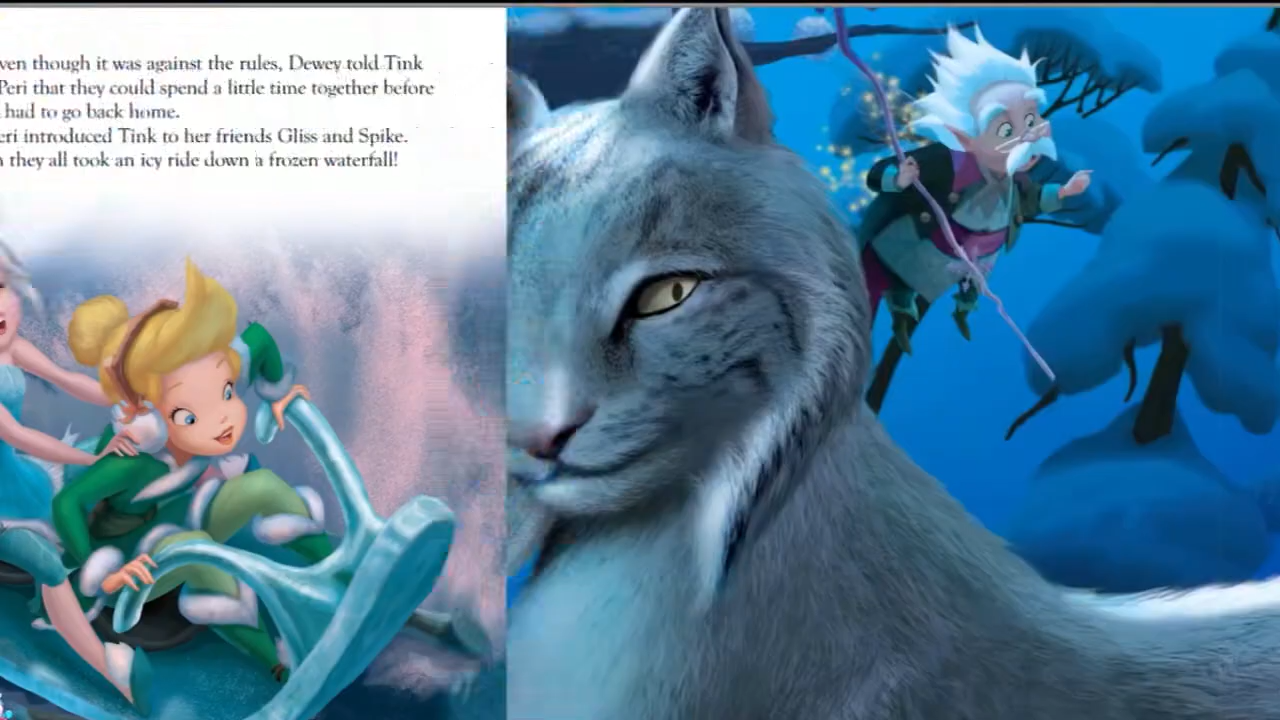 ven though it was against the rules, Dewey told Tink
Peri that they could spend a little time together before
had to go back home.
eri introduced Tink to her friends Gliss and Spike.
n they all took an icy ride down a frozen waterfall!